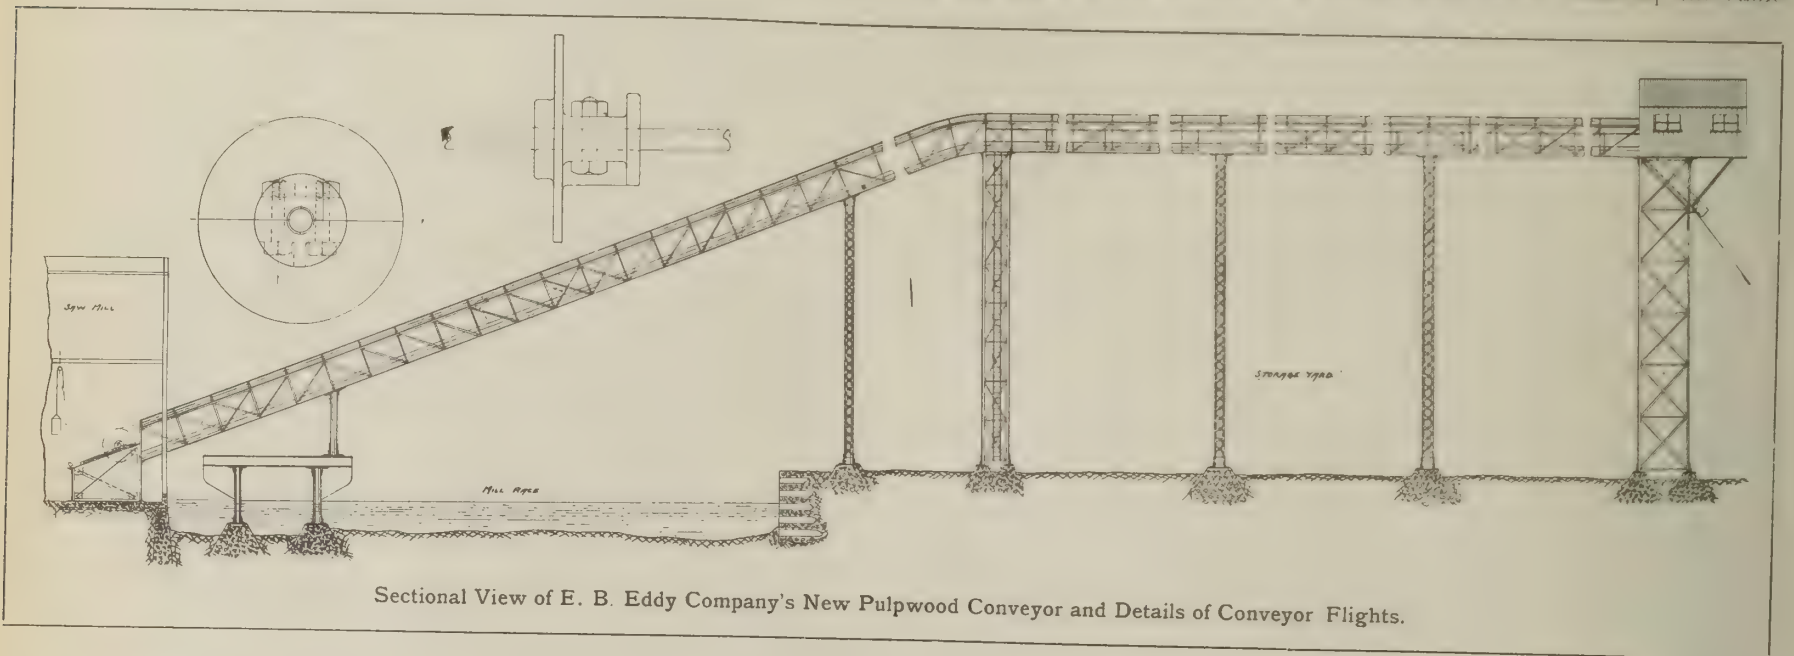 SAW MILL
STORAGE YARD
MILL RACE
Sectional View of E. B. Eddy Company's New Pulpwood Conveyor and Details of Conveyor Flights.